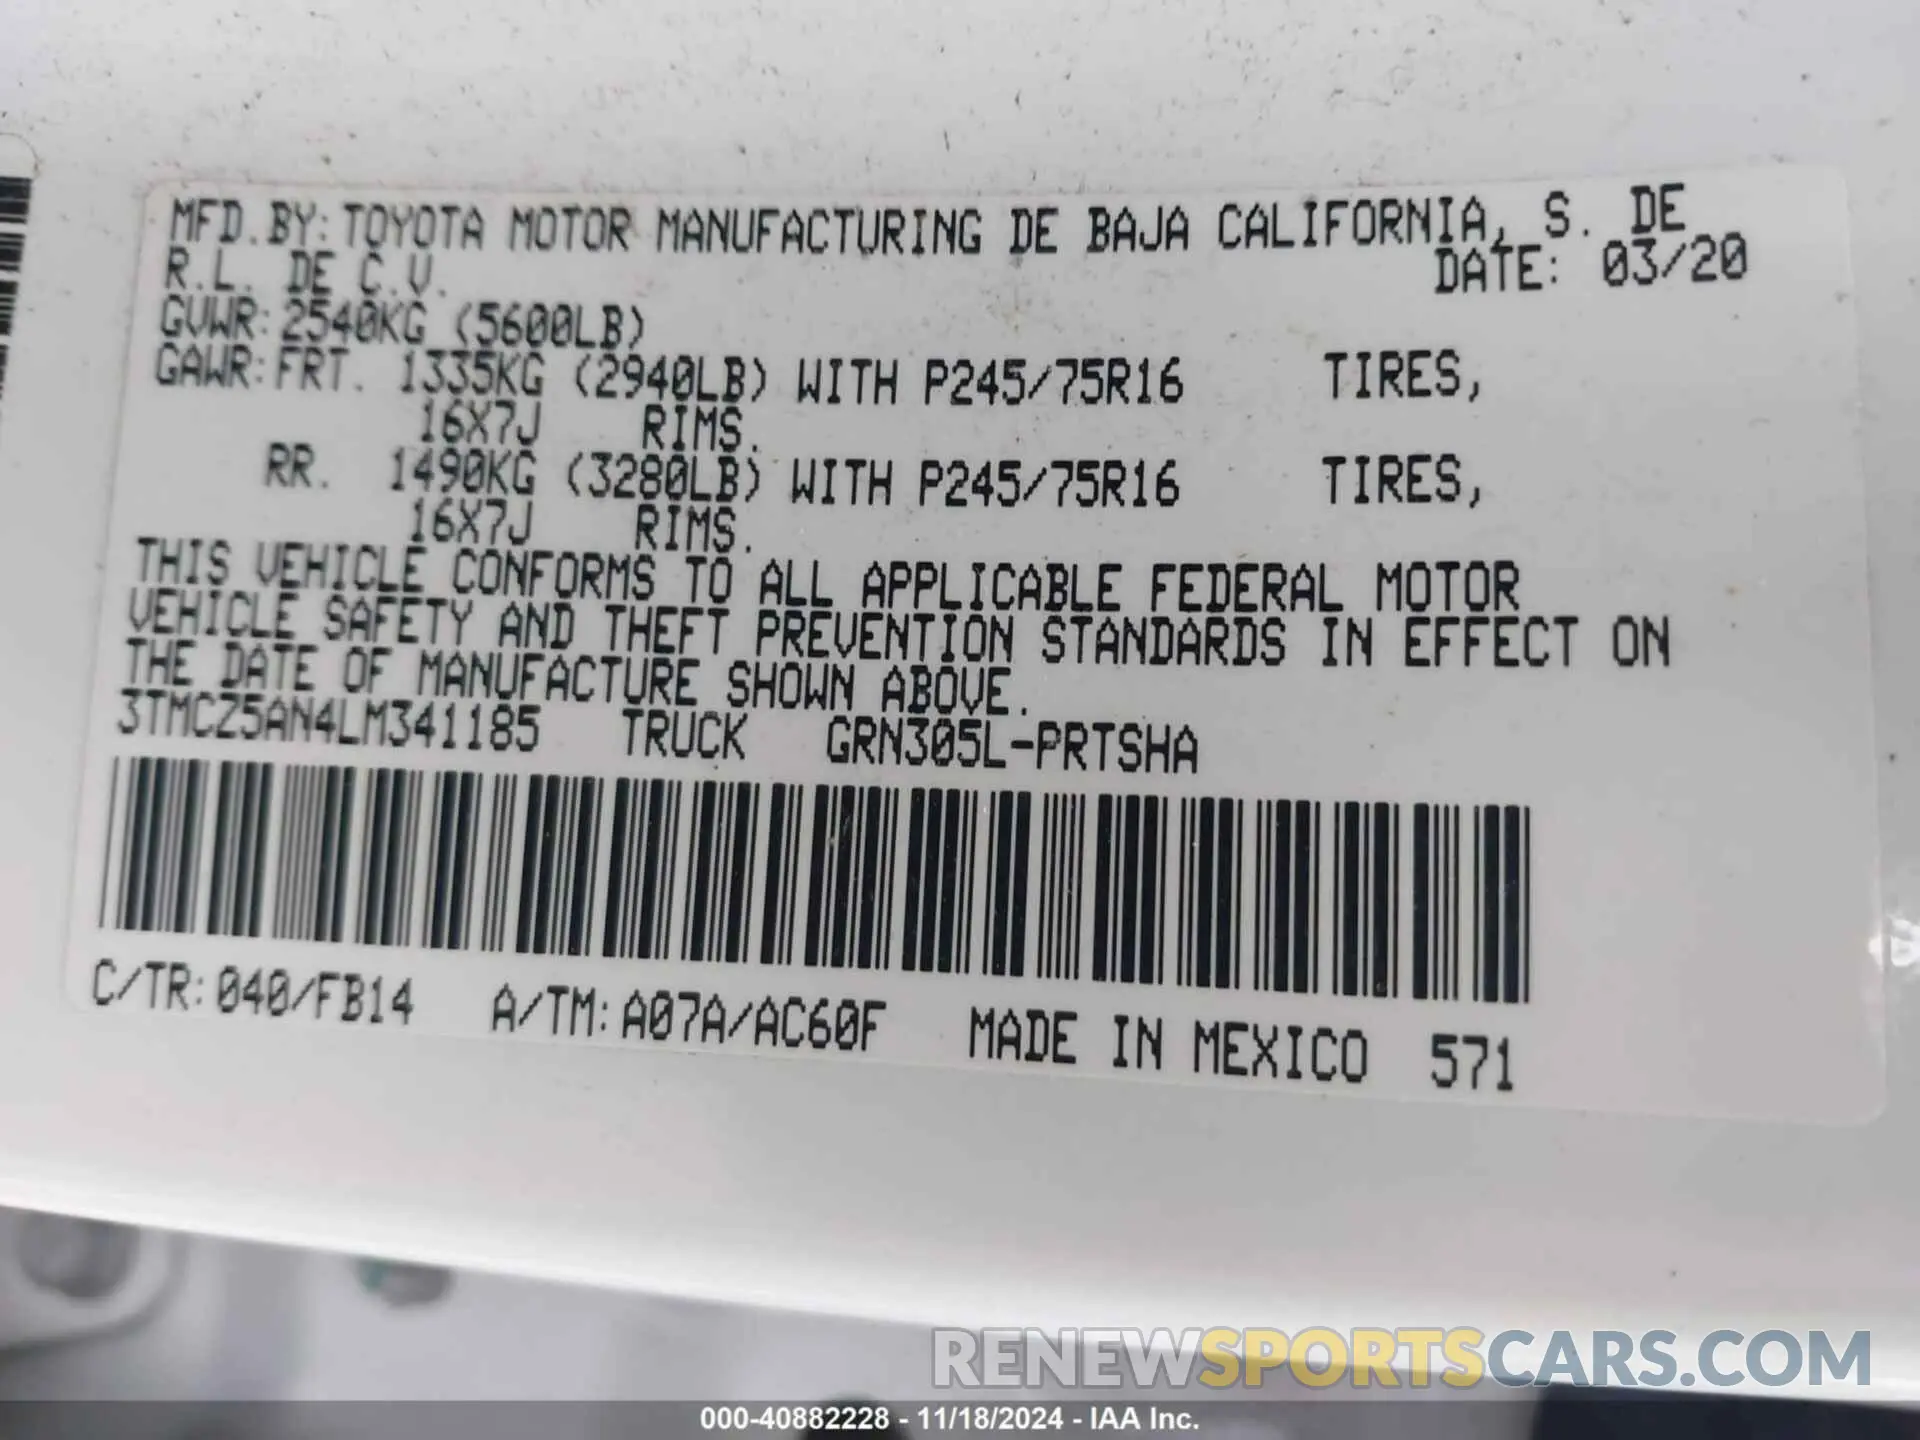 MFD.BY: TOYOTA MOTOR MANUFACTURING DE BAJA CALIFORNIA, S. DE
R.L. DE C.V. DATE: 03/20
GVWR: 2540KG (5600LB)
GAWR: FRT. 1335KG (2940LB) WITH P245/75R16 TIRES,
16X7J RIMS.
RR. 1490KG (3280LB) WITH P245/75R16 TIRES,
16X7J RIMS.
THIS VEHICLE CONFORMS TO ALL APPLICABLE FEDERAL MOTOR
VEHICLE SAFETY AND THEFT PREVENTION STANDARDS IN EFFECT ON
THE DATE OF MANUFACTURE SHOWN ABOVE.
3TMCZ5AN4LM341185 TRUCK GRN305L-PRTSHA
C/TR: 040/FB14 A/TM: A07A/AC60F MADE IN MEXICO 571
RENEWSPORTSCARS.COM
000-40882228 - 11/18/2024 - IAA Inc.